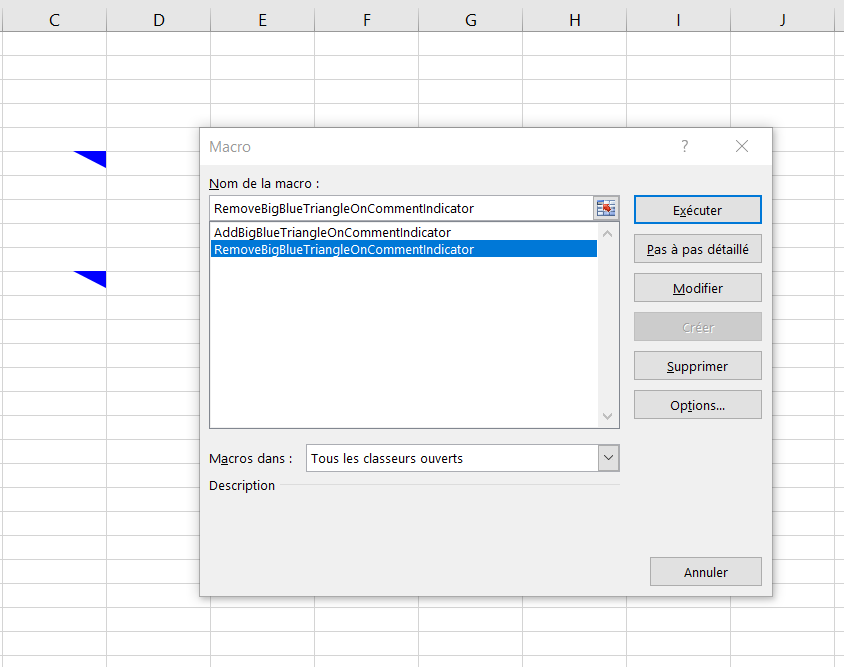 C D E F G H I J
Macro ?
Nom de la macro :
RemoveBigBlueTriangleOnCommentIndicator
Exécuter
AddBigBlueTriangleOnCommentIndicator
RemoveBigBlueTriangleOnCommentIndicator
Pas à pas détaillé
Modifier
Créer
Supprimer
Options...
Macros dans : Tous les classeurs ouverts
Description
Annuler